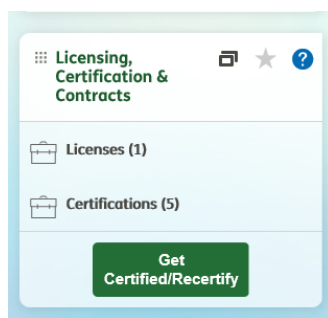 Licensing,
Certification &
Contracts
?
Licenses (1)
Certifications (5)
Get
Certified/Recertify